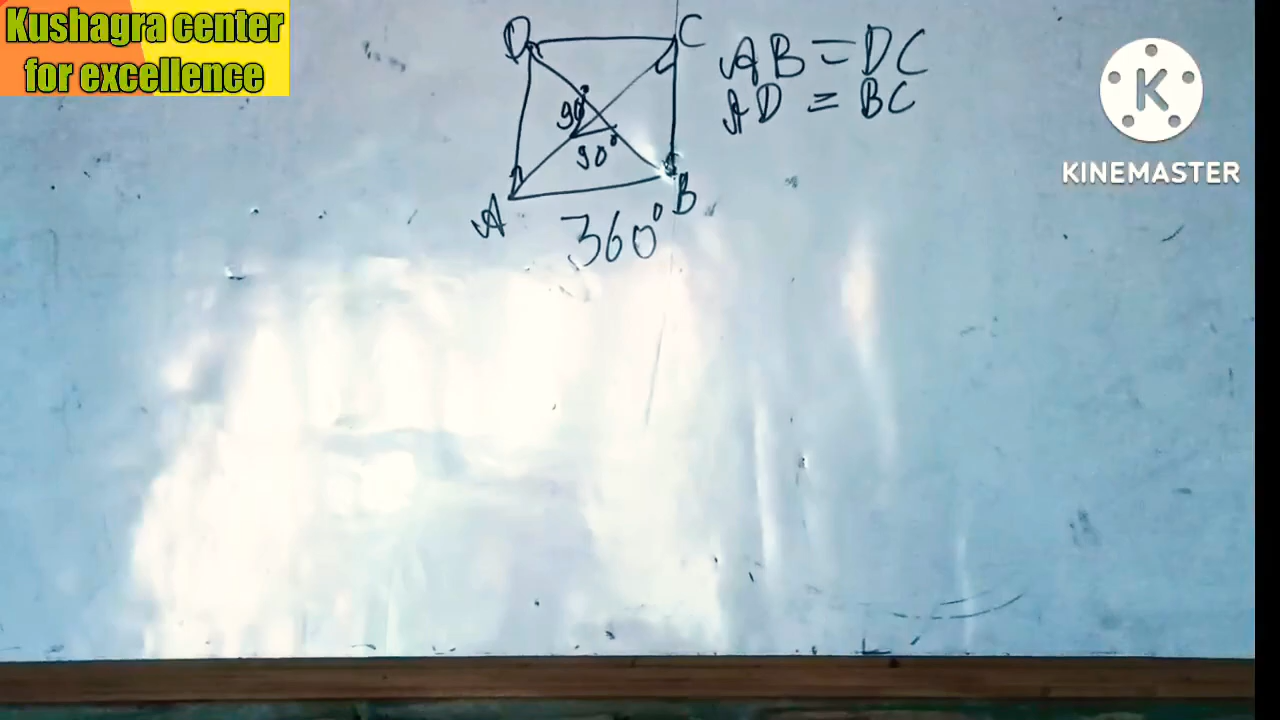 Kushagra center
for excellence
D
C
AB = DC
AD = BC
90°
90°
A
B
360°
K
KINEMASTER